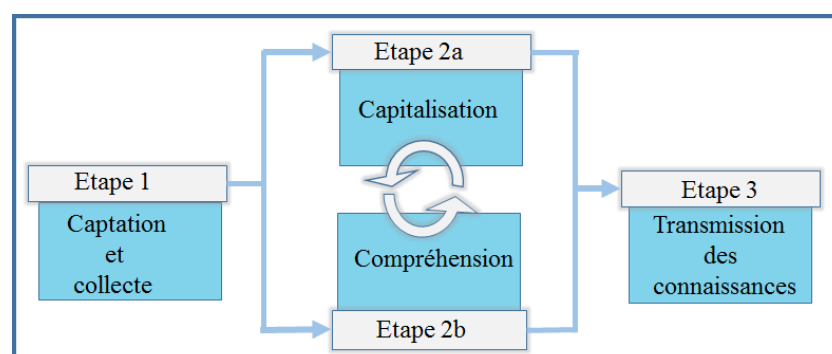 Etape 1
Captation
et
collecte
Etape 2a
Capitalisation
Compréhension
Etape 2b
Etape 3
Transmission
des
connaissances